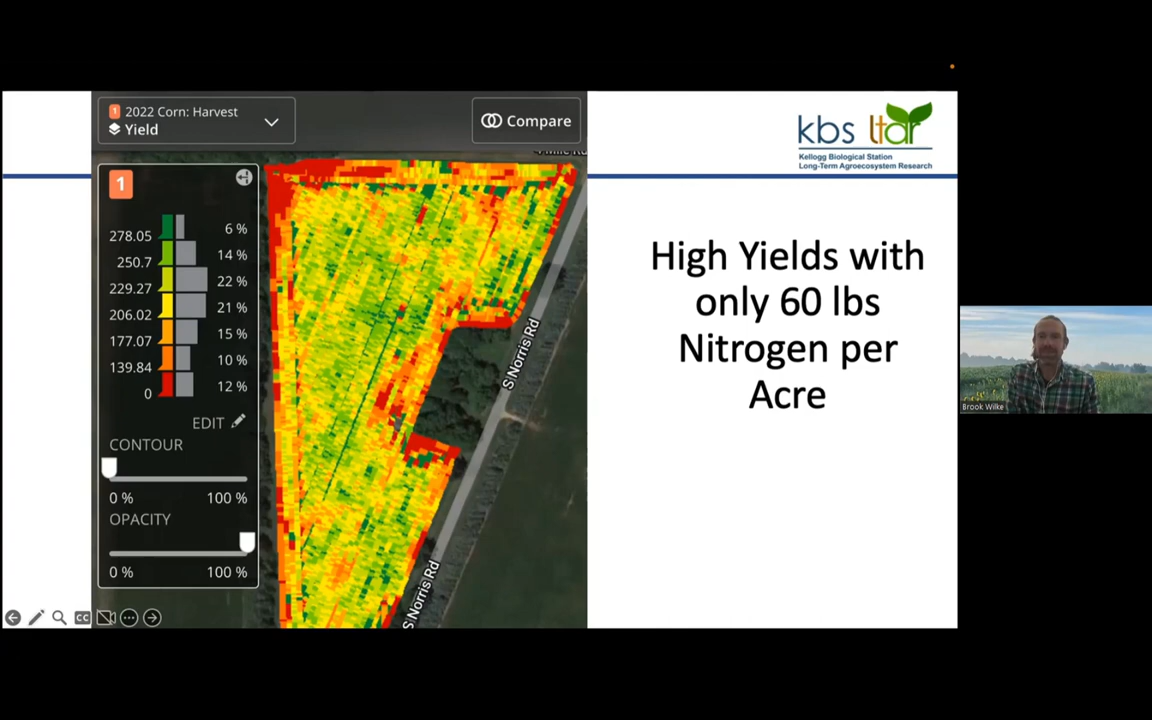 1 2022 Corn: Harvest
Yield
Compare
kbs ltar
Kellogg Biological Station
Long-Term Agroecosystem Research
1
6 %
278.05
14 %
250.7
22 %
229.27
21 %
206.02
15 %
177.07
10 %
139.84
12 %
0
EDIT
CONTOUR
0 % 100 %
OPACITY
0 % 100 %
S Norris Rd
S Norris Rd
High Yields with
only 60 lbs
Nitrogen per
Acre
Brook Wilke
CC